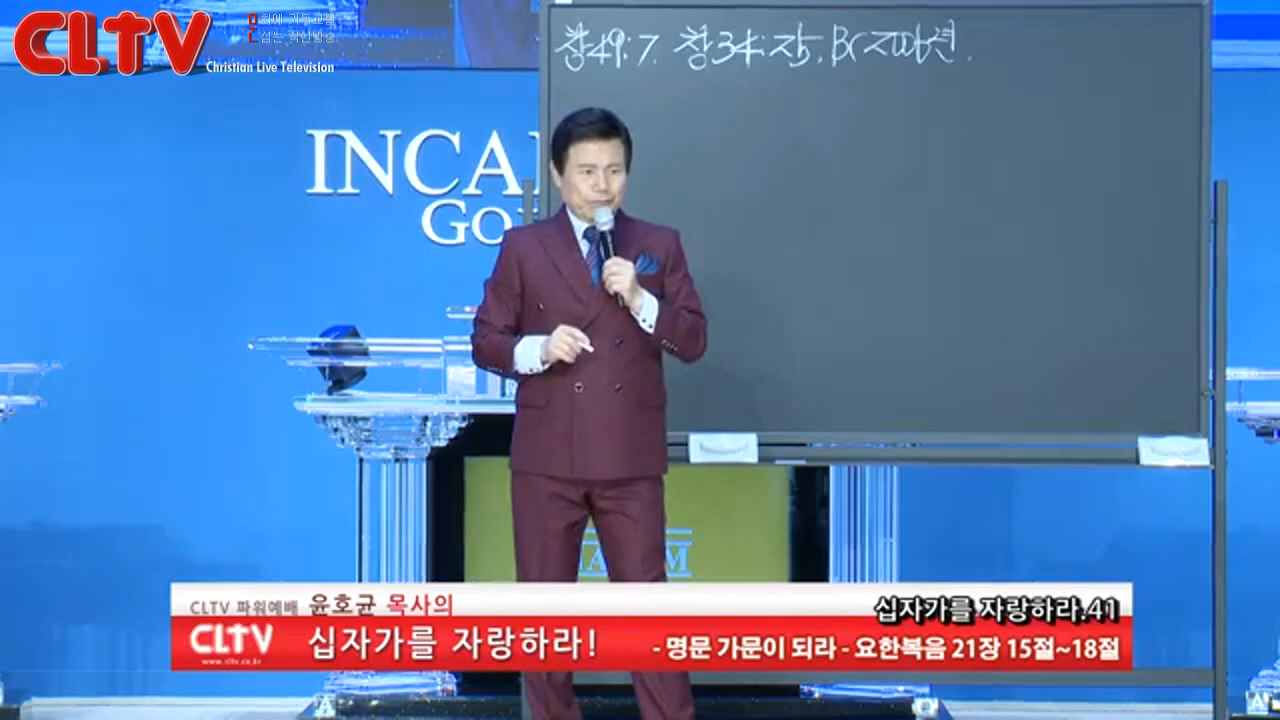 CLTV
Christian Live Television
창49:7. 창34:
INCA
GO
CLTV 파워예배 윤호균 목사의
십자가를 자랑하라.41
CLTV
www.cltv.co.kr
십자가를 자랑하라!
- 명문 가문이 되라 - 요한복음 21장 15절~18절